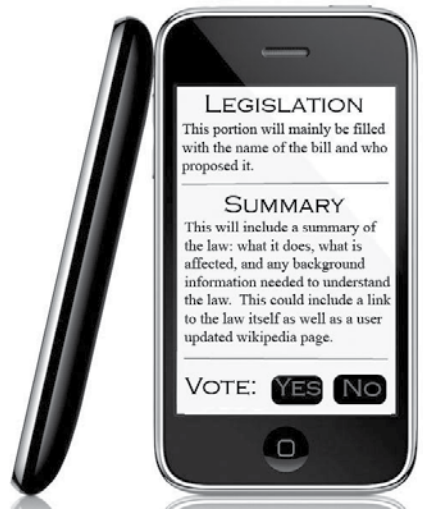 LEGISLATION
This portion will mainly be filled
with the name of the bill and who
proposed it.
SUMMARY
This will include a summary of
the law: what it does, what is
affected, and any background
information needed to understand
the law.  This could include a link
to the law itself as well as a user
updated wikipedia page.
VOTE: YES NO